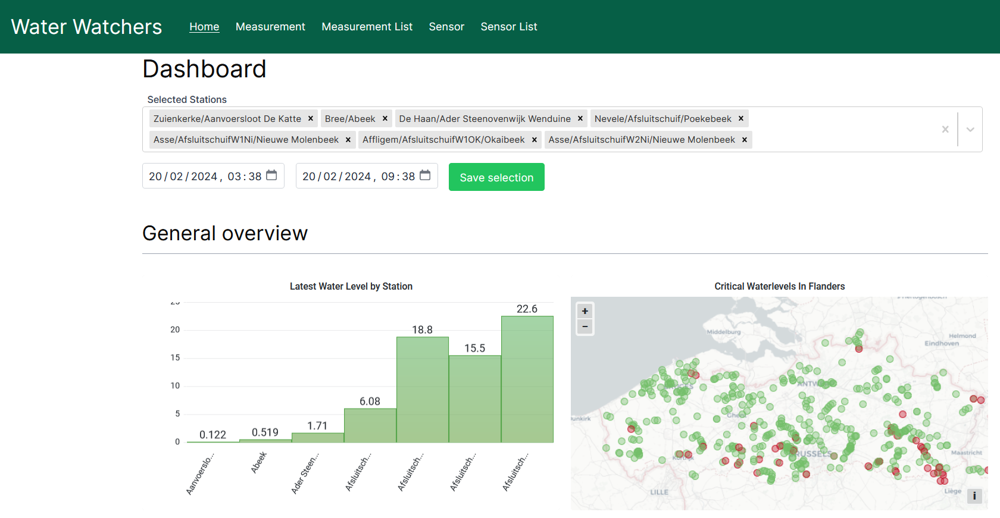 Water Watchers Home Measurement Measurement List Sensor Sensor List
Dashboard
Selected Stations
Zuienkerke/Aanvoersloot De Katte × Bree/Abeek × De Haan/Ader Steenovenwijk Wenduine × Nevele/Afsluitschuif/Poekebeek ×
Asse/AfsluitschuifW1Ni/Nieuwe Molenbeek × Affligem/AfsluitschuifW1OK/Okaibeek × Asse/AfsluitschuifW2Ni/Nieuwe Molenbeek ×
20/02/2024, 03:38 20/02/2024, 09:38 Save selection
General overview
Latest Water Level by Station
25
20
15
10
5
0
0.122
0.519
1.71
6.08
18.8
15.5
22.6
Aanvoerslo...
Abeek
Ader Steen...
Afsluitsch...
Afsluitsch...
Afsluitsch...
Afsluitsch...
Critical Waterlevels In Flanders
+
−
Middelburg
Helmond
Eindhoven
Ghent
Maastricht
LILLE
Liège
i